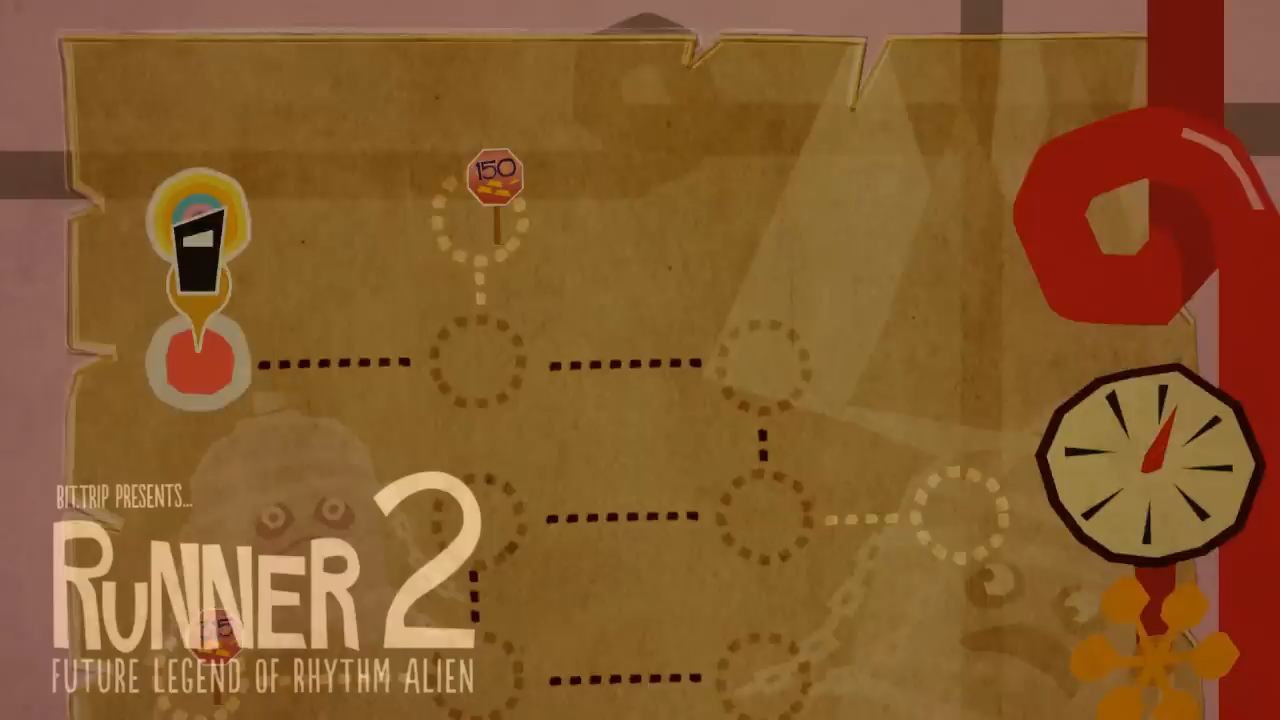 150
BIT.TRIP PRESENTS...
RUNNER 2
FUTURE LEGEND OF RHYTHM ALIEN